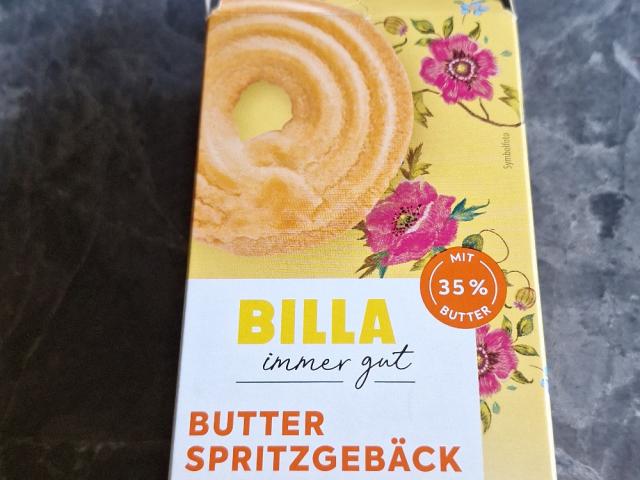 Symbolfoto
MIT
35%
BUTTER
BILLA
immer gut
BUTTER
SPRITZGEBÄCK